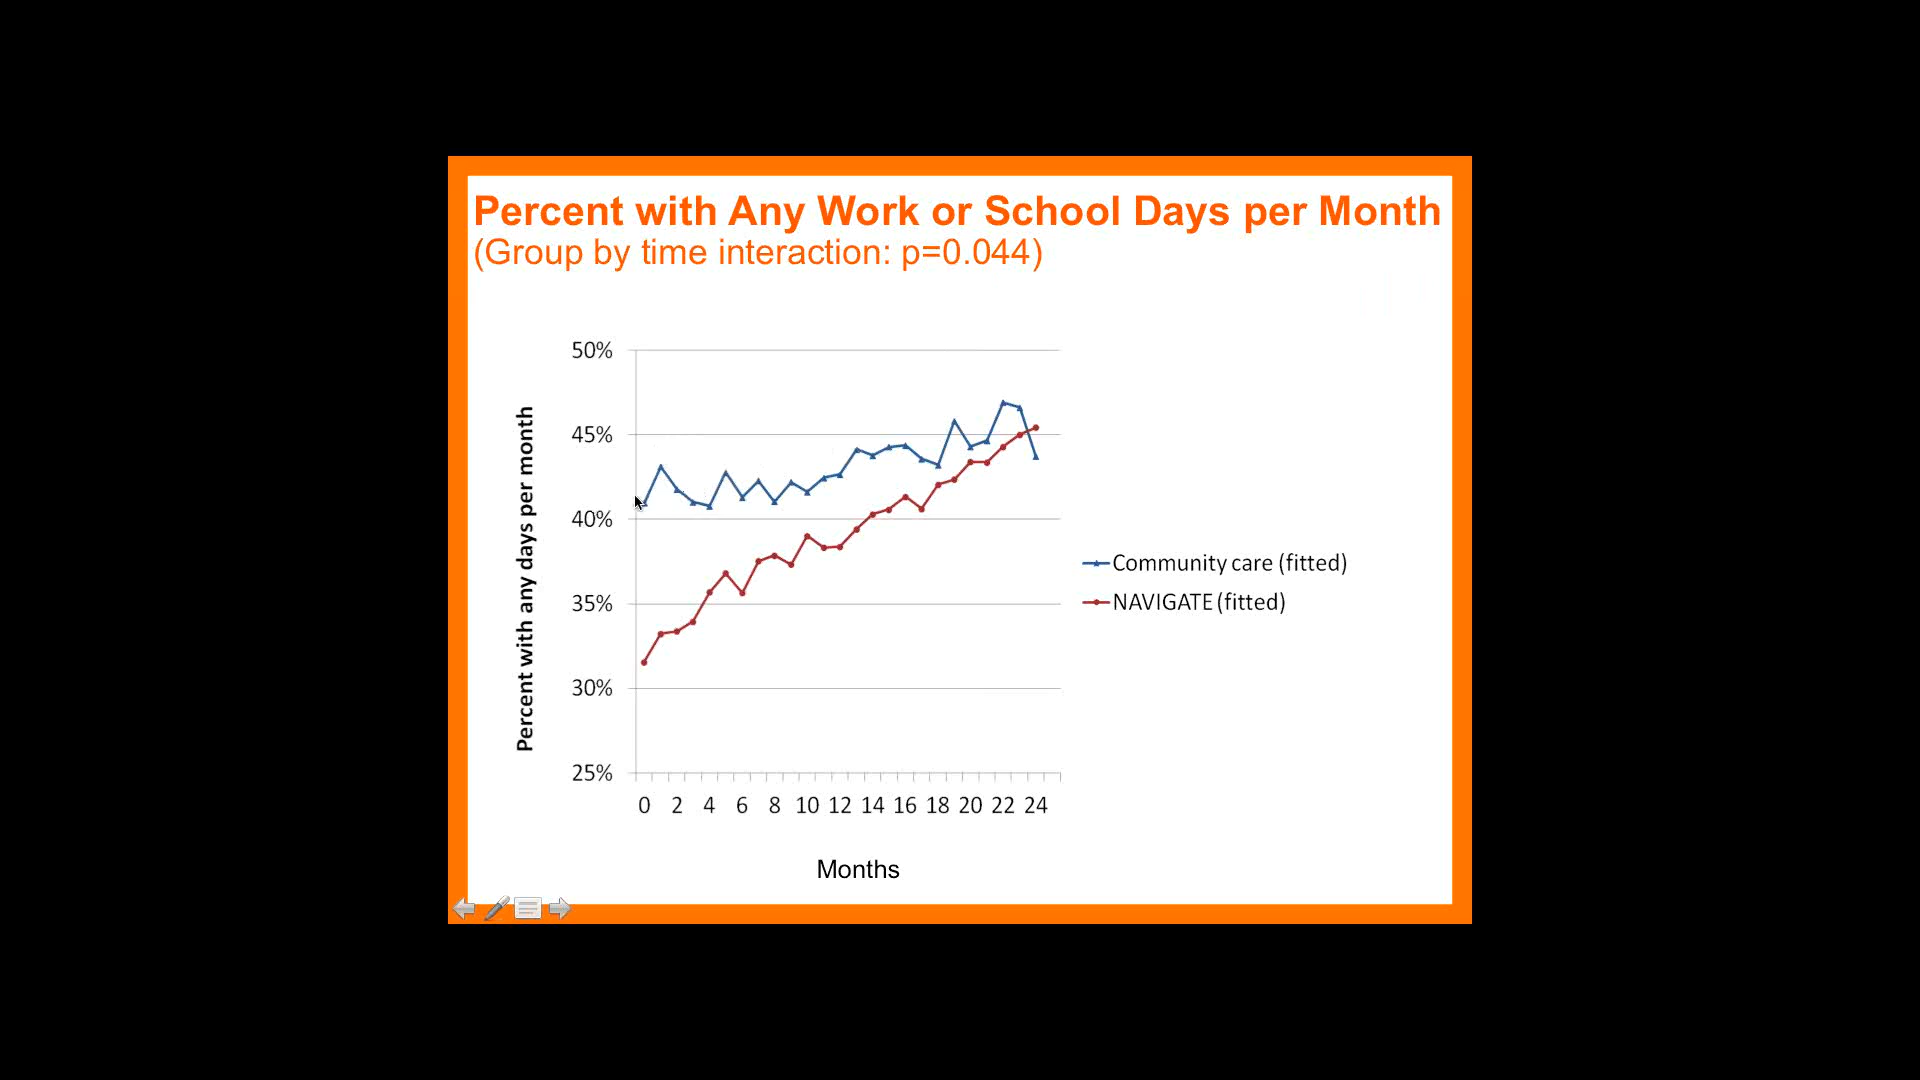 Percent with Any Work or School Days per Month
(Group by time interaction: p=0.044)
Percent with any days per month
50%
45%
40%
35%
30%
25%
0 2 4 6 8 10 12 14 16 18 20 22 24
Months
Community care (fitted)
NAVIGATE (fitted)